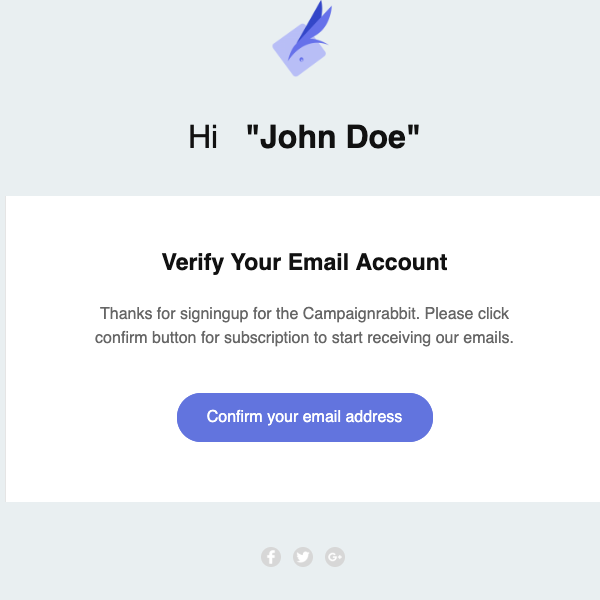 Hi "John Doe"
Verify Your Email Account
Thanks for signingup for the Campaignrabbit. Please click
confirm button for subscription to start receiving our emails.
Confirm your email address